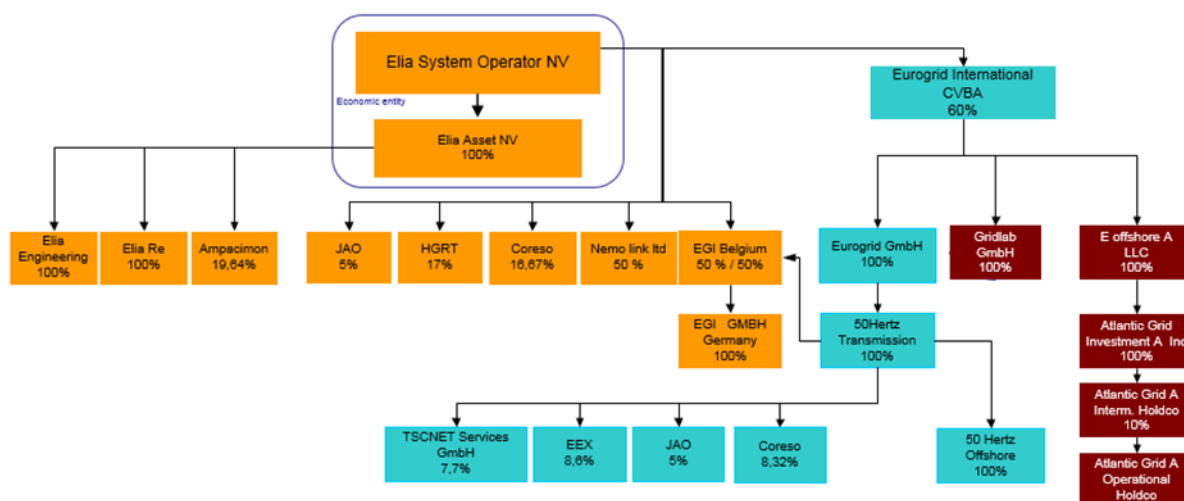 Elia System Operator NV
Economic entity
Elia Asset NV
100%
Eurogrid International
CVBA
60%
Elia
Engineering
100%
Elia Re
100%
Ampacimon
19,64%
JAO
5%
HGRT
17%
Coreso
16,67%
Nemo link ltd
50 %
EGI Belgium
50 % / 50%
Eurogrid GmbH
100%
Gridlab
GmbH
100%
E offshore A
LLC
100%
EGI GMBH
Germany
100%
50Hertz
Transmission
100%
Atlantic Grid
Investment A Inc
100%
Atlantic Grid A
Interm. Holdco
10%
TSCNET Services
GmbH
7,7%
EEX
8,6%
JAO
5%
Coreso
8,32%
50 Hertz
Offshore
100%
Atlantic Grid A
Operational
Holdco